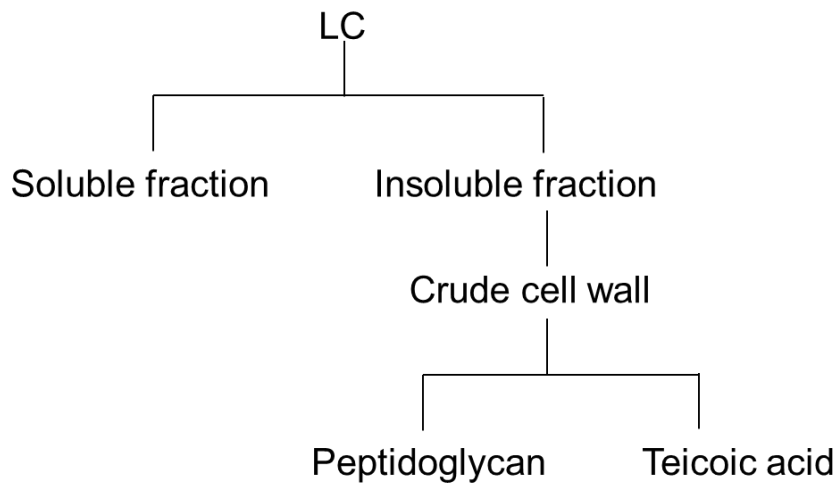 LC
Soluble fraction
Insoluble fraction
Crude cell wall
Peptidoglycan
Teicoic acid